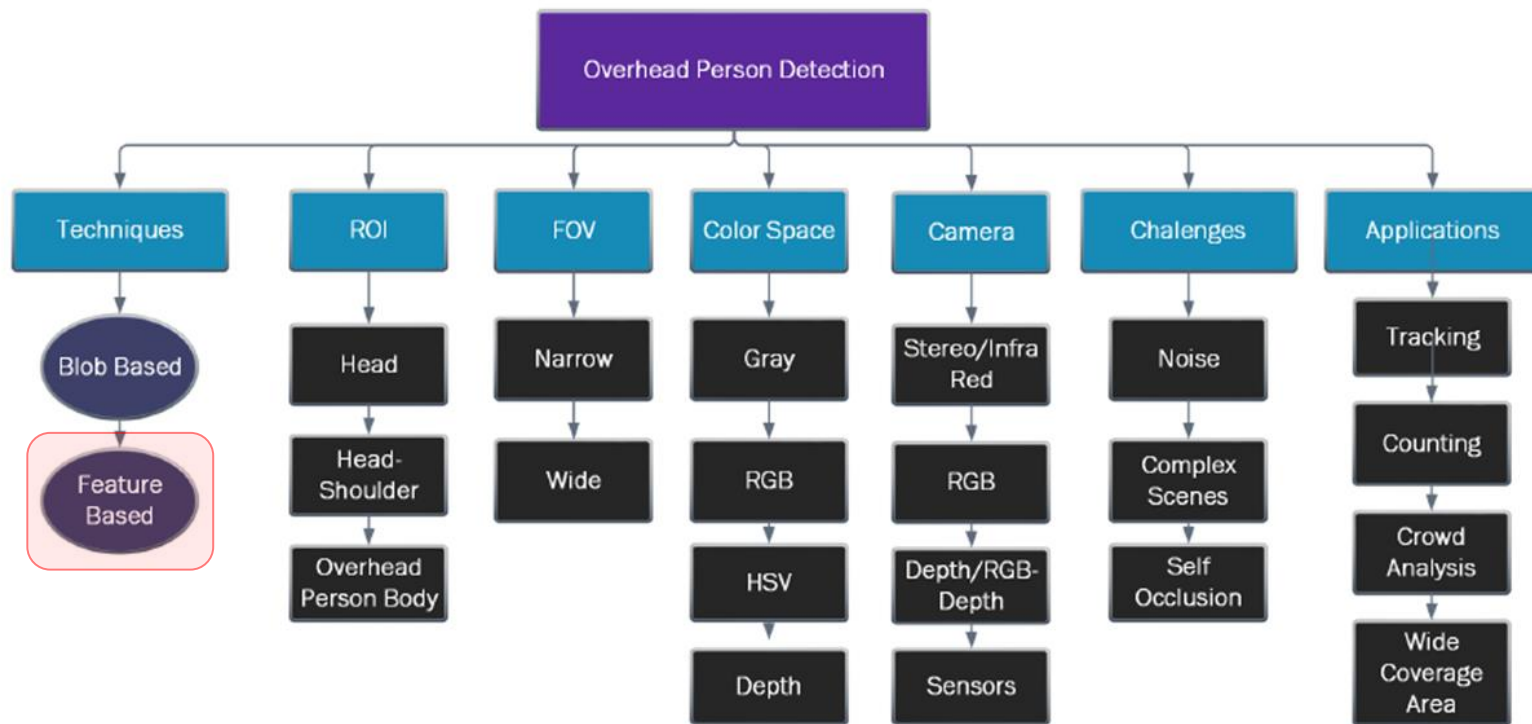 Overhead Person Detection
Techniques
ROI
FOV
Color Space
Camera
Chalenges
Applications
Blob Based
Feature
Based
Head
Head-
Shoulder
Overhead
Person Body
Narrow
Wide
Gray
RGB
HSV
Depth
Stereo/Infra
Red
RGB
Depth/RGB-
Depth
Sensors
Noise
Complex
Scenes
Self
Occlusion
Tracking
Counting
Crowd
Analysis
Wide
Coverage
Area